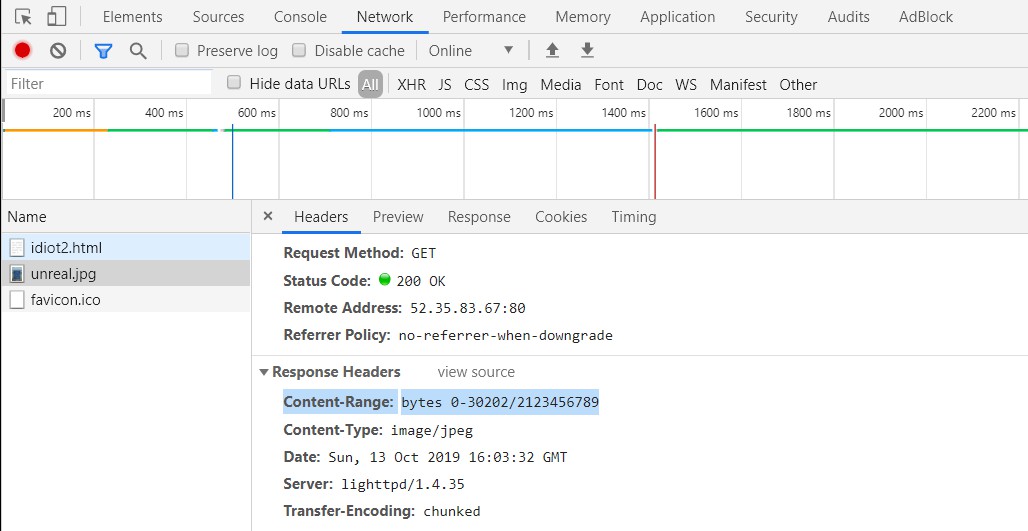 Elements Sources Console Network Performance Memory Application Security Audits AdBlock
Preserve log Disable cache Online
Filter Hide data URLs All XHR JS CSS Img Media Font Doc WS Manifest Other
200 ms 400 ms 600 ms 800 ms 1000 ms 1200 ms 1400 ms 1600 ms 1800 ms 2000 ms 2200 ms
Name × Headers Preview Response Cookies Timing
idiot2.html
unreal.jpg
favicon.ico
Request Method: GET
Status Code: 200 OK
Remote Address: 52.35.83.67:80
Referrer Policy: no-referrer-when-downgrade
Response Headers view source
Content-Range: bytes 0-30202/2123456789
Content-Type: image/jpeg
Date: Sun, 13 Oct 2019 16:03:32 GMT
Server: lighttpd/1.4.35
Transfer-Encoding: chunked